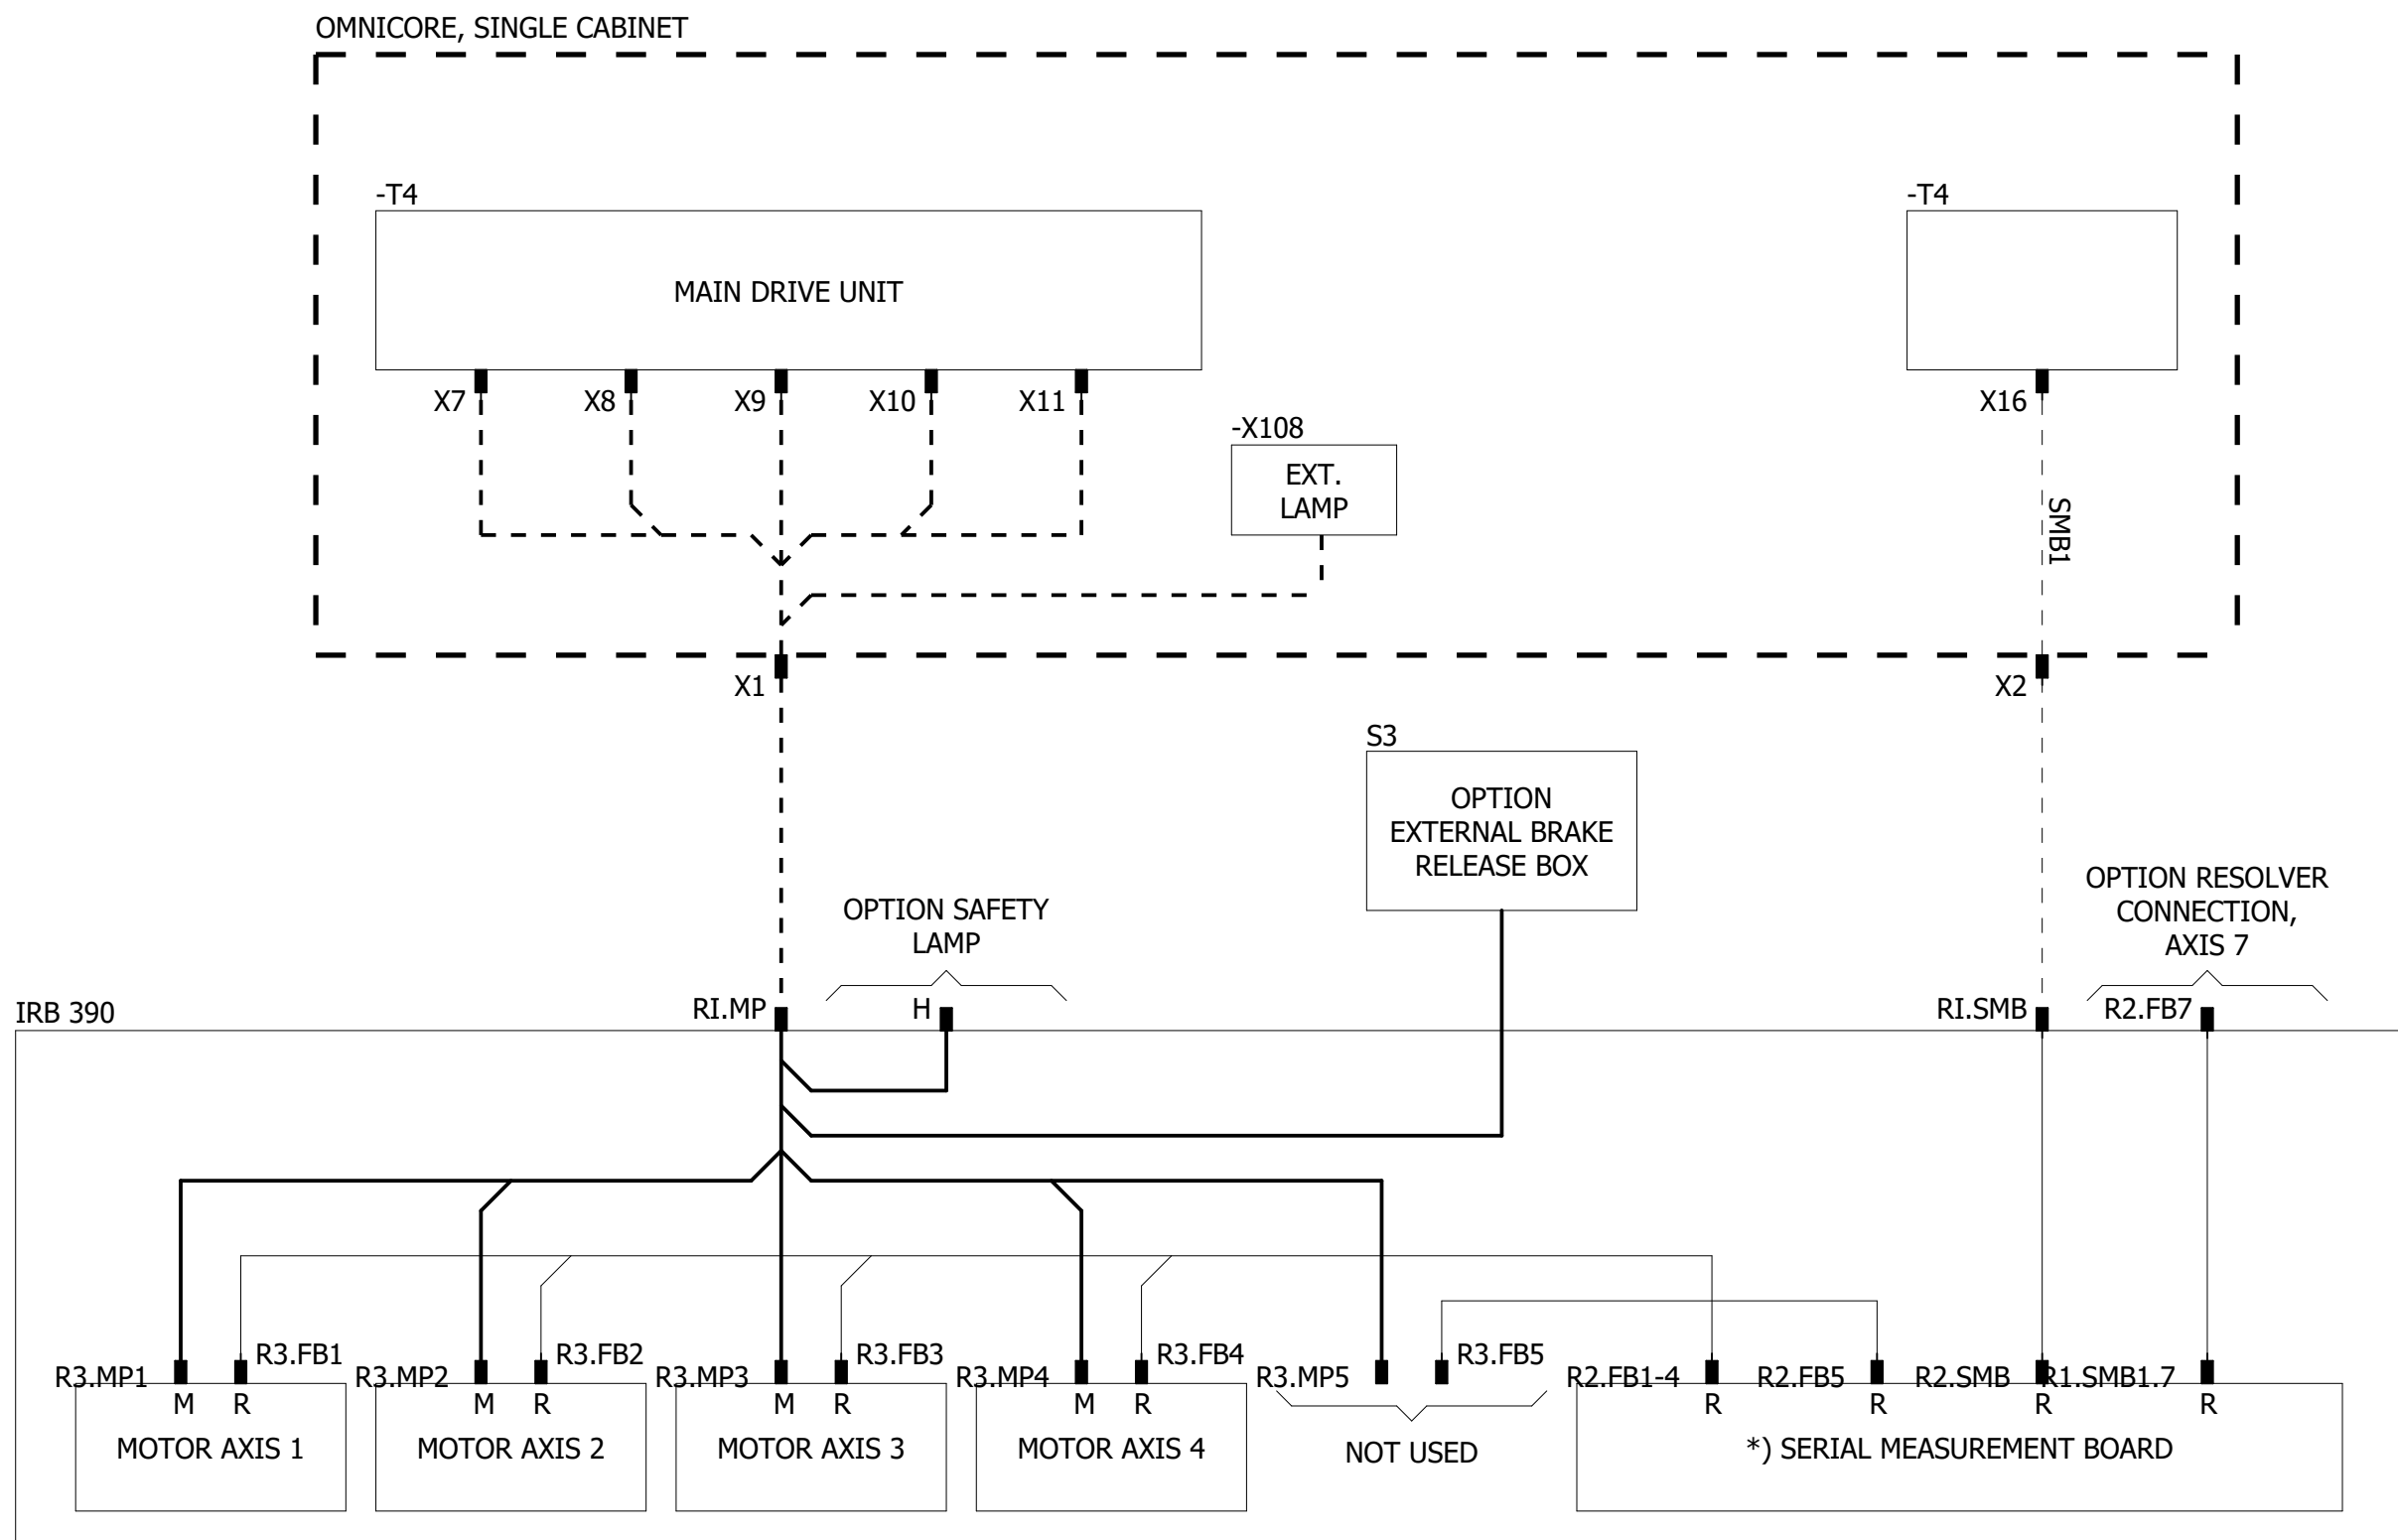 OMNICORE, SINGLE CABINET
-T4
-T4
MAIN DRIVE UNIT
X7
X8
X9
X10
X11
X16
-X108
EXT.
LAMP
SMB1
X1
X2
S3
OPTION
EXTERNAL BRAKE
RELEASE BOX
OPTION SAFETY
LAMP
OPTION RESOLVER
CONNECTION,
AXIS 7
IRB 390
RI.MP
H
RI.SMB
R2.FB7
R3.MP1
R3.FB1
R3.MP2
R3.FB2
R3.MP3
R3.FB3
R3.MP4
R3.FB4
R3.MP5
R3.FB5
R2.FB1-4
R2.FB5
R2.SMB
R1.SMB1.7
M
R
M
R
M
R
M
R
R
R
R
R
MOTOR AXIS 1
MOTOR AXIS 2
MOTOR AXIS 3
MOTOR AXIS 4
NOT USED
*) SERIAL MEASUREMENT BOARD